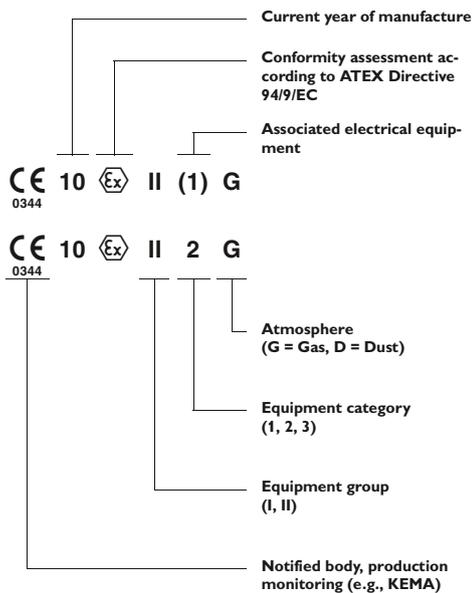 Current year of manufacture
Conformity assessment ac-
cording to ATEX Directive
94/9/EC
Associated electrical equip-
ment
CE 10 Ex II (1) G
0344
CE 10 Ex II 2 G
0344
Atmosphere
(G = Gas, D = Dust)
Equipment category
(1, 2, 3)
Equipment group
(I, II)
Notified body, production
monitoring (e.g., KEMA)